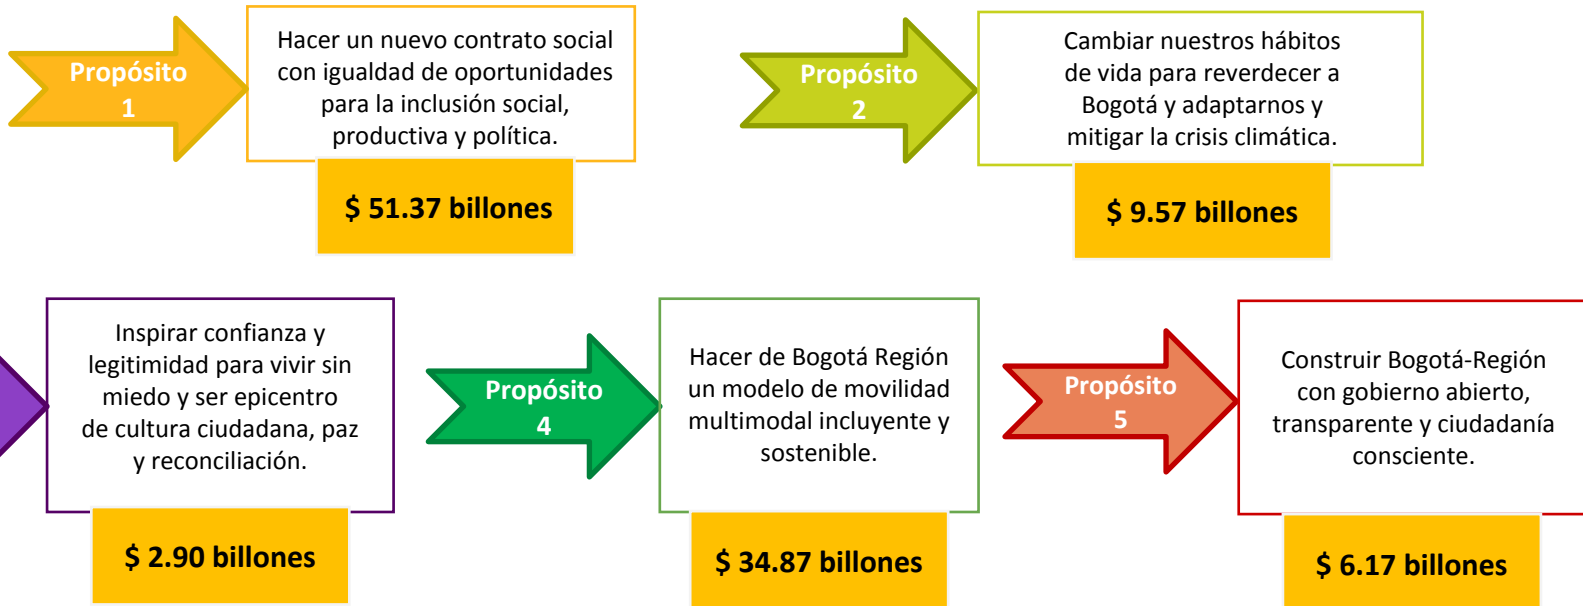 Propósito
1
Hacer un nuevo contrato social
con igualdad de oportunidades
para la inclusión social,
productiva y política.
$ 51.37 billones
Propósito
2
Cambiar nuestros hábitos
de vida para reverdecer a
Bogotá y adaptarnos y
mitigar la crisis climática.
$ 9.57 billones
Inspirar confianza y
legitimidad para vivir sin
miedo y ser epicentro
de cultura ciudadana, paz
y reconciliación.
$ 2.90 billones
Propósito
4
Hacer de Bogotá Región
un modelo de movilidad
multimodal incluyente y
sostenible.
$ 34.87 billones
Propósito
5
Construir Bogotá-Región
con gobierno abierto,
transparente y ciudadanía
consciente.
$ 6.17 billones